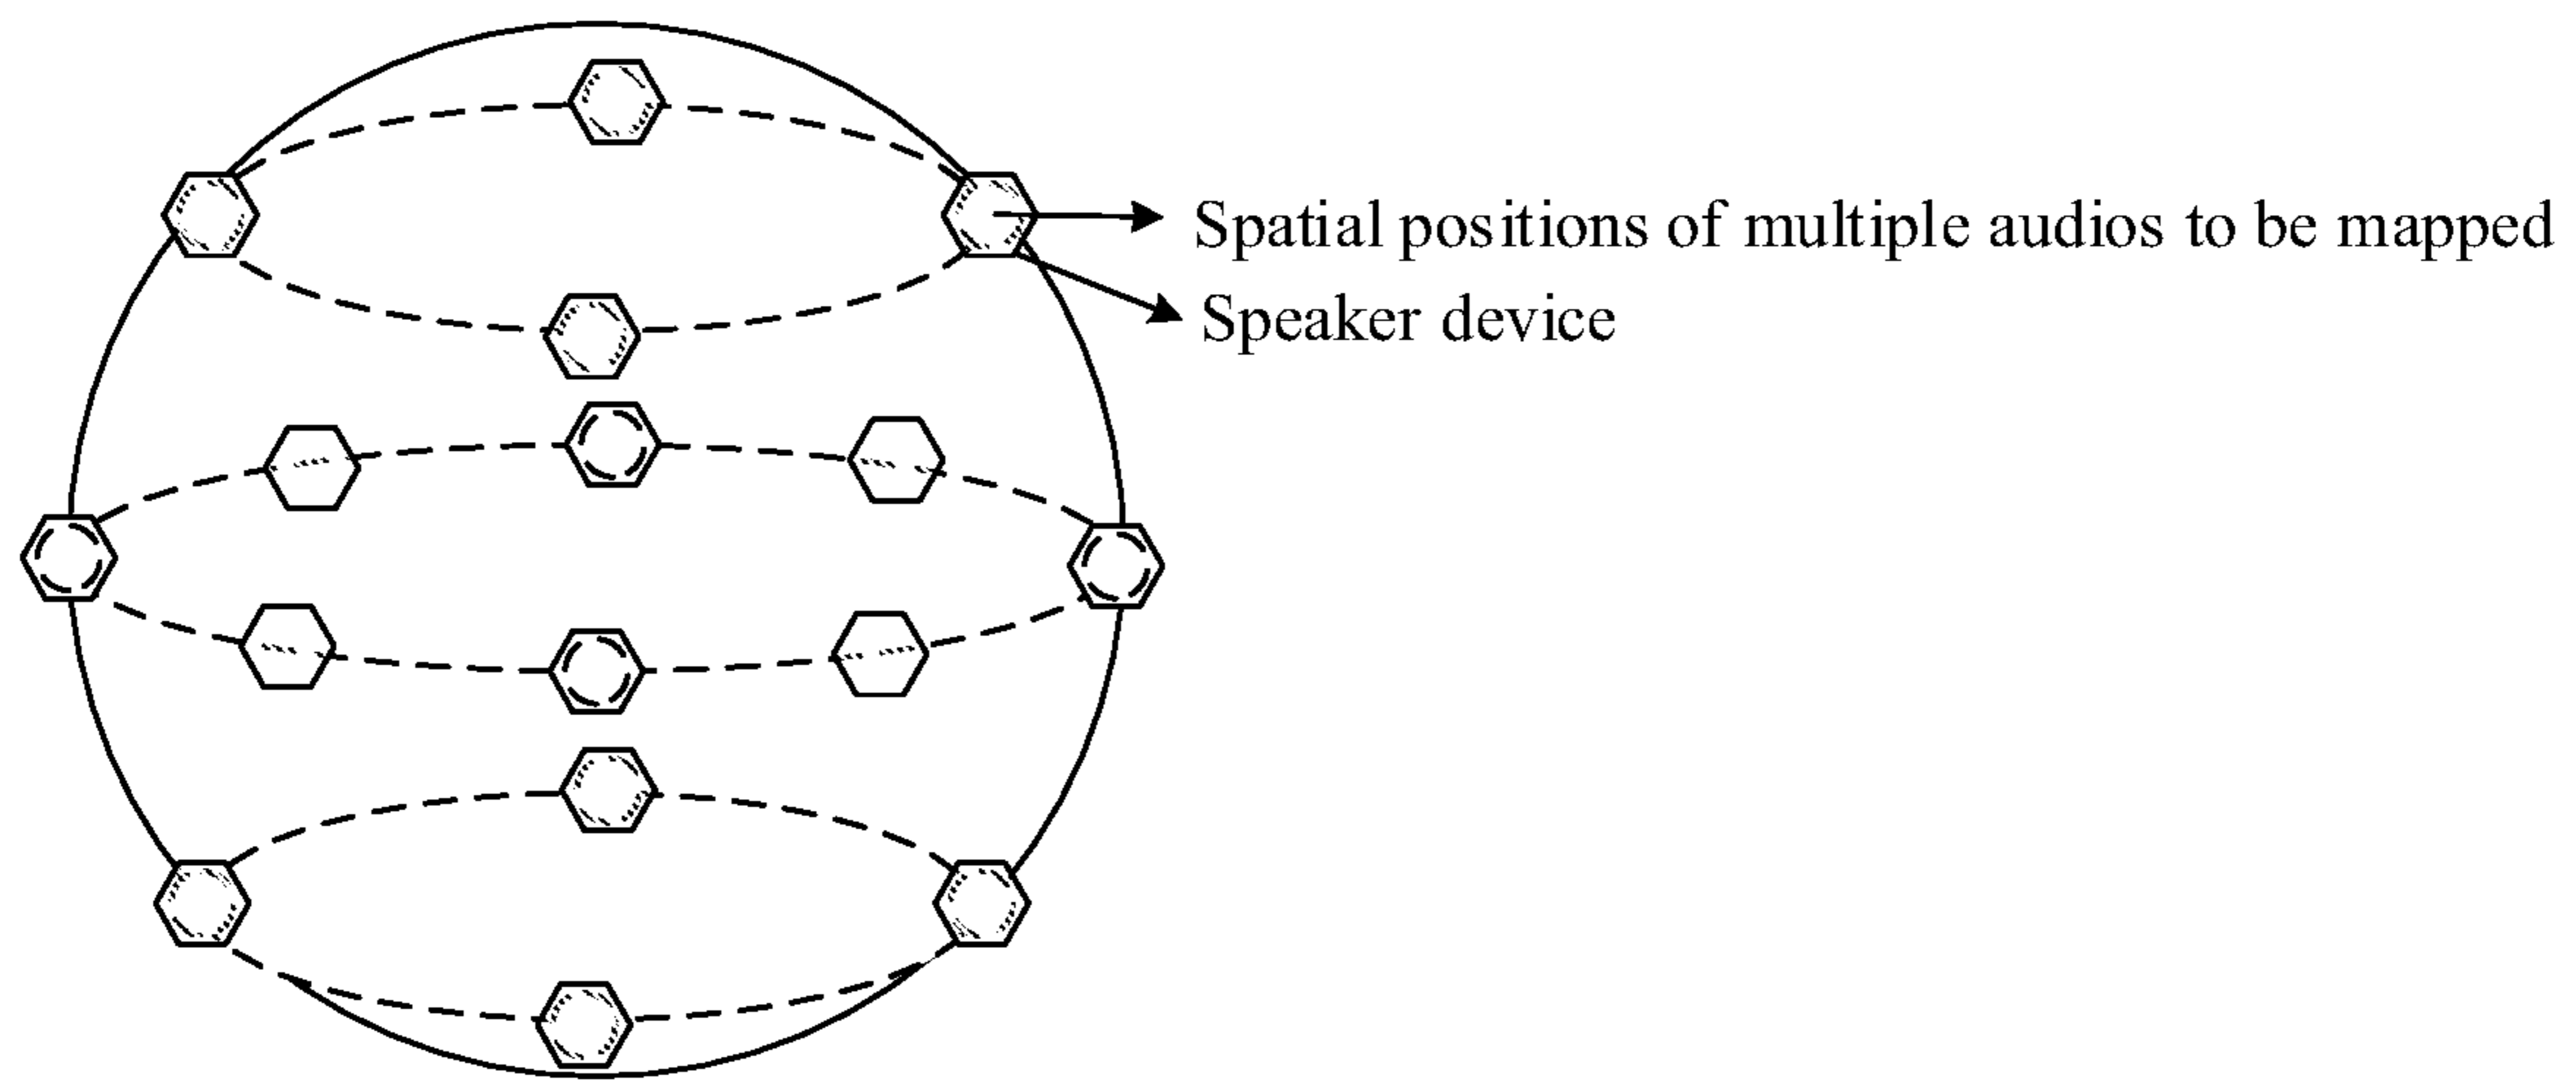 Spatial positions of multiple audios to be mapped
Speaker device